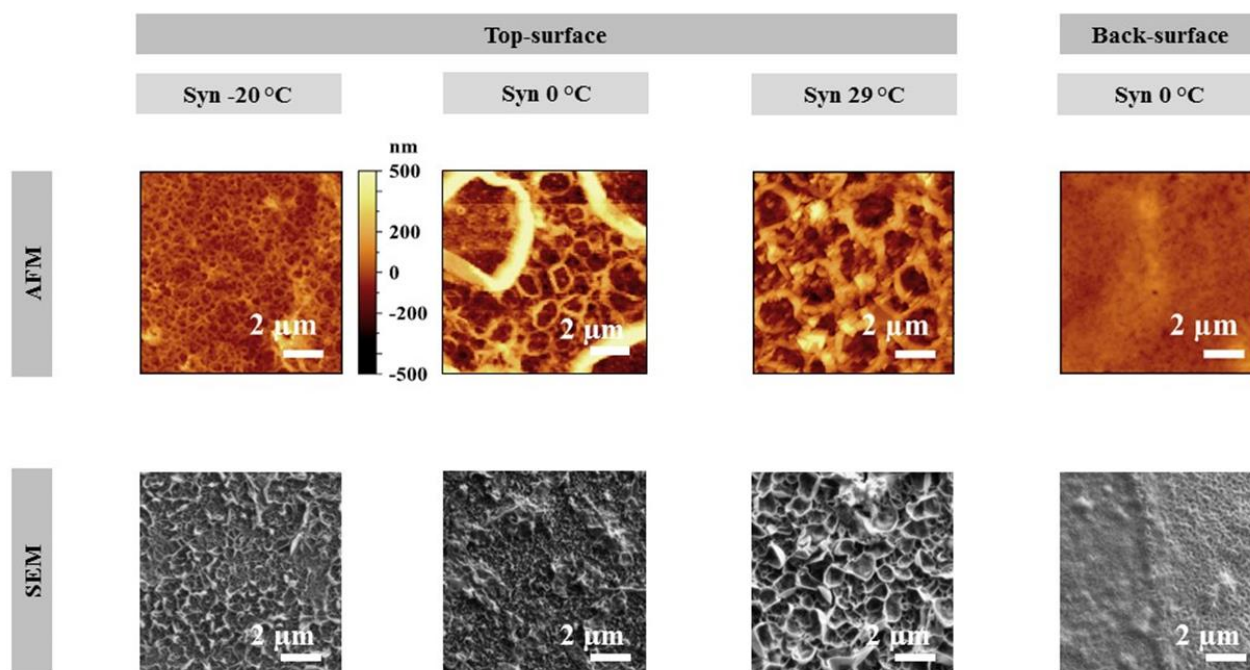 Top-surface
Back-surface
Syn -20 °C
Syn 0 °C
Syn 29 °C
Syn 0 °C
AFM
nm
500
200
0
-200
-500
2 µm
2 µm
2 µm
2 µm
SEM
2 µm
2 µm
2 µm
2 µm